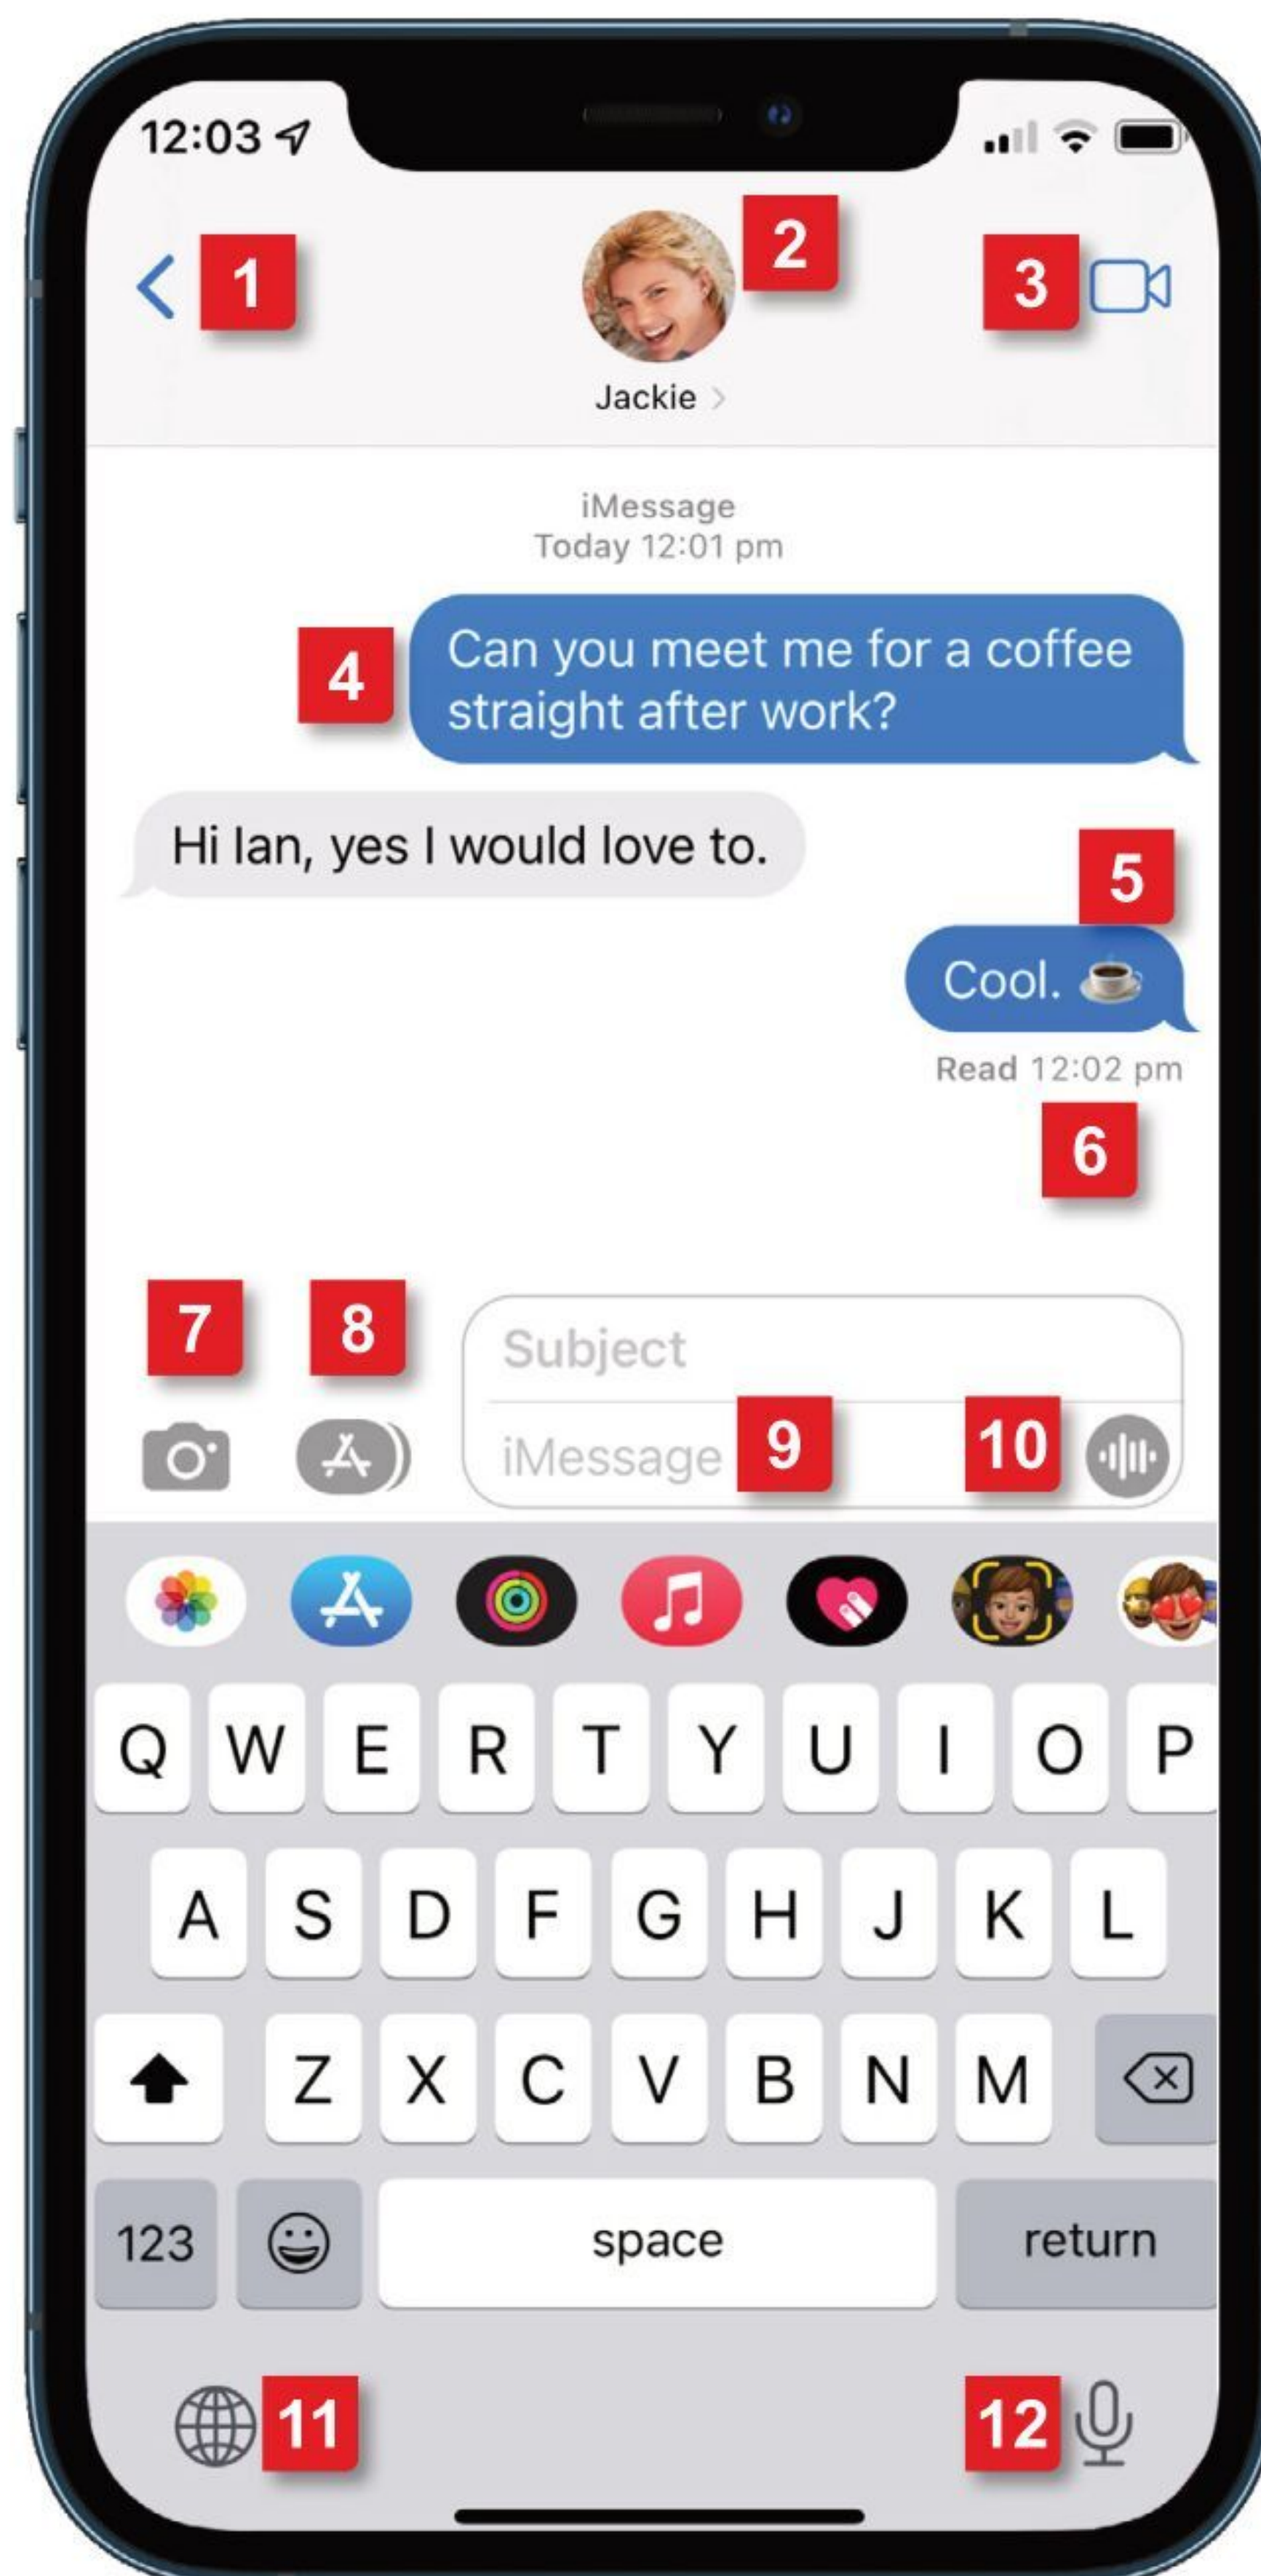 12:03
1
2
3
Jackie
iMessage
Today 12:01 pm
4
Can you meet me for a coffee
straight after work?
Hi Ian, yes I would love to.
5
Cool.
Read 12:02 pm
6
7
8
Subject
iMessage
9
10
Q W E R T Y U I O P
A S D F G H J K L
Z X C V B N M
123
space
return
11
12